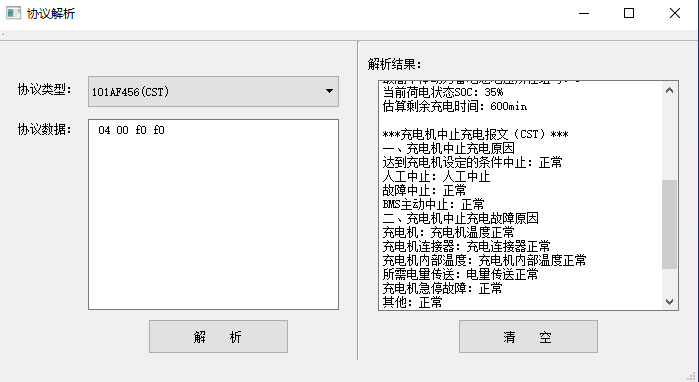 协议解析
解析结果：
协议类型：
101AF456(CST)
协议数据：
04 00 f0 f0
当前荷电状态SOC：35%
估算剩余充电时间：600min
***充电机中止充电报文（CST）***
一、充电机中止充电原因
达到充电机设定的条件中止：正常
人工中止：人工中止
故障中止：正常
BMS主动中止：正常
二、充电机中止充电故障原因
充电机：充电机温度正常
充电机连接器：充电连接器正常
充电机内部温度：充电机内部温度正常
所需电量传送：电量传送正常
充电机急停故障：正常
其他：正常
解 析
清 空